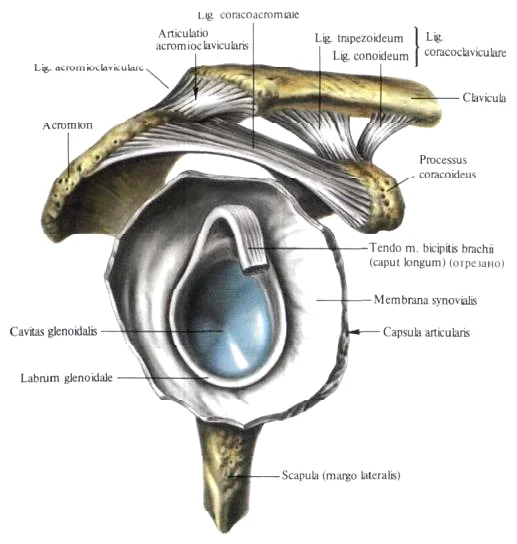 Lig. coracoacromiale
Articulatio
acromioclavicularis
Lig. trapezoideum
Lig. conoideum
Lig.
coracoclaviculare
Lig. acromioclaviculare
Clavicula
Acromion
Processus
coracoideus
Tendo m. bicipitis brachii
(caput longum) (отрезано)
Membrana synovialis
Cavitas glenoidalis
Capsula articularis
Labrum glenoidale
Scapula (margo lateralis)